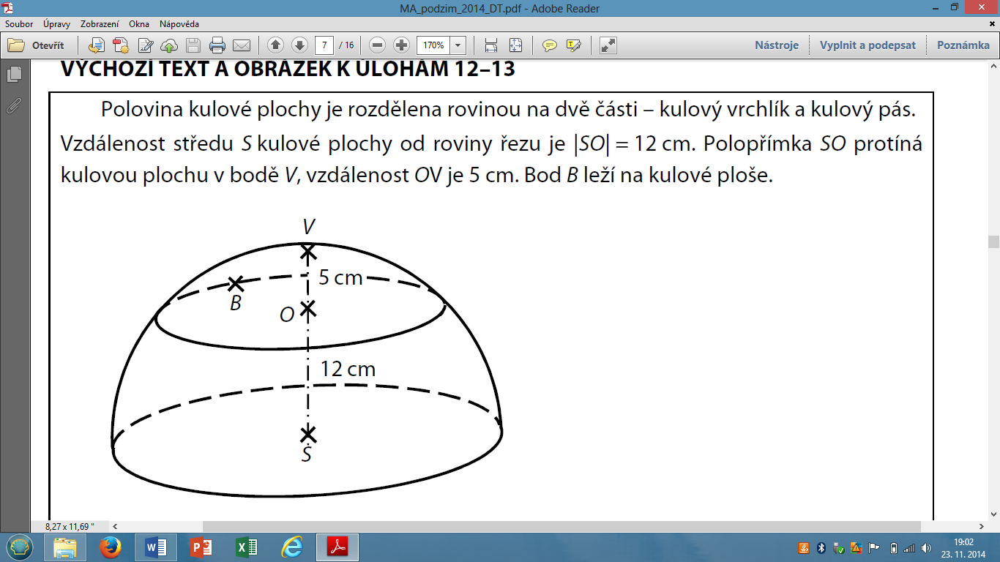 MA_podzim_2014_DT.pdf - Adobe Reader
Soubor Úpravy Zobrazení Okna Nápověda
Otevřít 7 / 16 170% Nástroje Vyplnit a podepsat Poznámka
VÝCHOZÍ TEXT A OBRÁZEK K ÚLOHÁM 12–13
Polovina kulové plochy je rozdělena rovinou na dvě části – kulový vrchlík a kulový pás.
Vzdálenost středu S kulové plochy od roviny řezu je |SO| = 12 cm. Polopřímka SO protíná
kulovou plochu v bodě V, vzdálenost OV je 5 cm. Bod B leží na kulové ploše.
V
5 cm
B
O
12 cm
S
8,27 x 11,69 "
19:02
23. 11. 2014